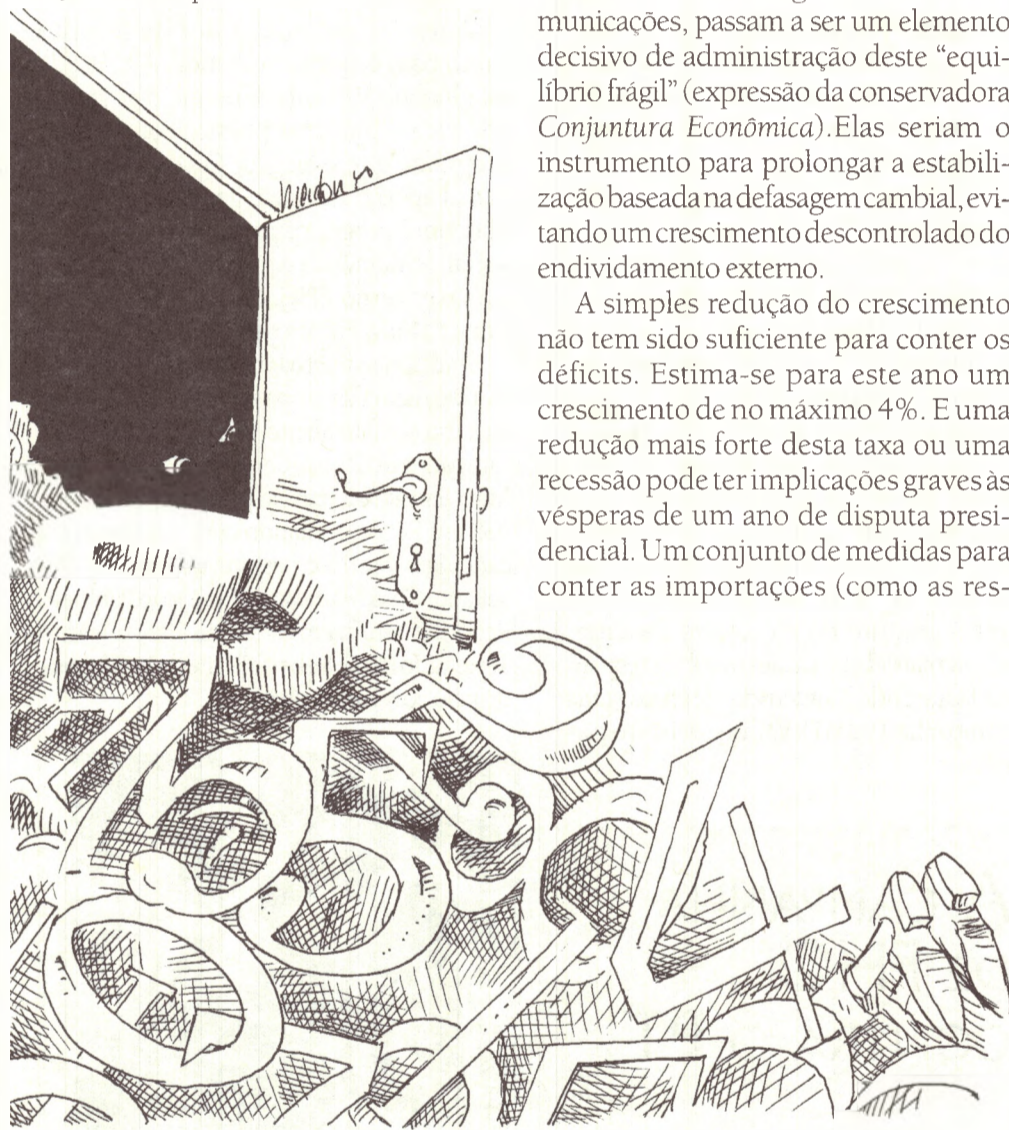 municações, passam a ser um elemento
decisivo de administração deste “equi-
líbrio frágil” (expressão da conservadora
Conjuntura Econômica).Elas seriam o
instrumento para prolongar a estabili-
zação baseada na defasagem cambial, evi-
tando um crescimento descontrolado do
endividamento externo.
A simples redução do crescimento
não tem sido suficiente para conter os
déficits. Estima-se para este ano um
crescimento de no máximo 4%. E uma
redução mais forte desta taxa ou uma
recessão pode ter implicações graves às
vésperas de um ano de disputa presi-
dencial. Um conjunto de medidas para
conter as importações (como as res-